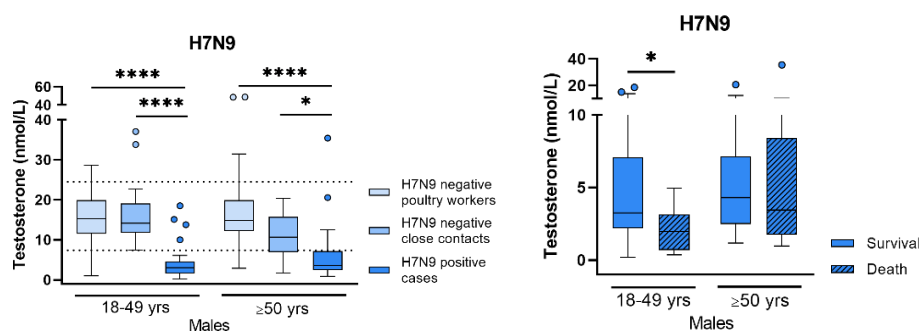 H7N9
Testosterone (nmol/L)
60
40
40
30
20
10
0
****
****
****
*
18-49 yrs
≥50 yrs
Males
H7N9 negative
poultry workers
H7N9 negative
close contacts
H7N9 positive
cases
H7N9
Testosterone (nmol/L)
40
20
10
5
0
*
18-49 yrs
≥50 yrs
Males
Survival
Death